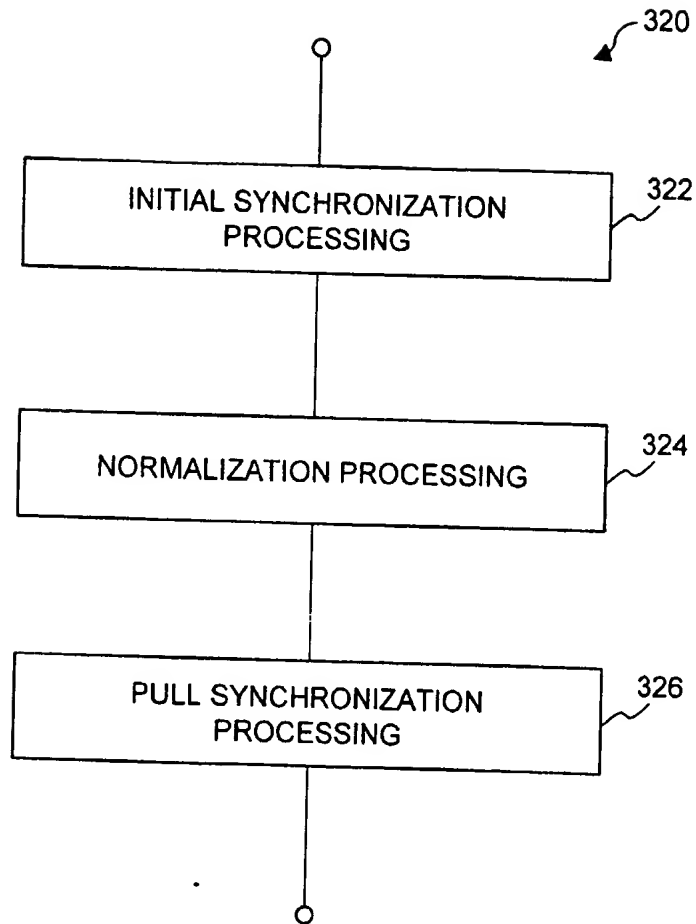 320
INITIAL SYNCHRONIZATION
PROCESSING
322
NORMALIZATION PROCESSING
324
PULL SYNCHRONIZATION
PROCESSING
326